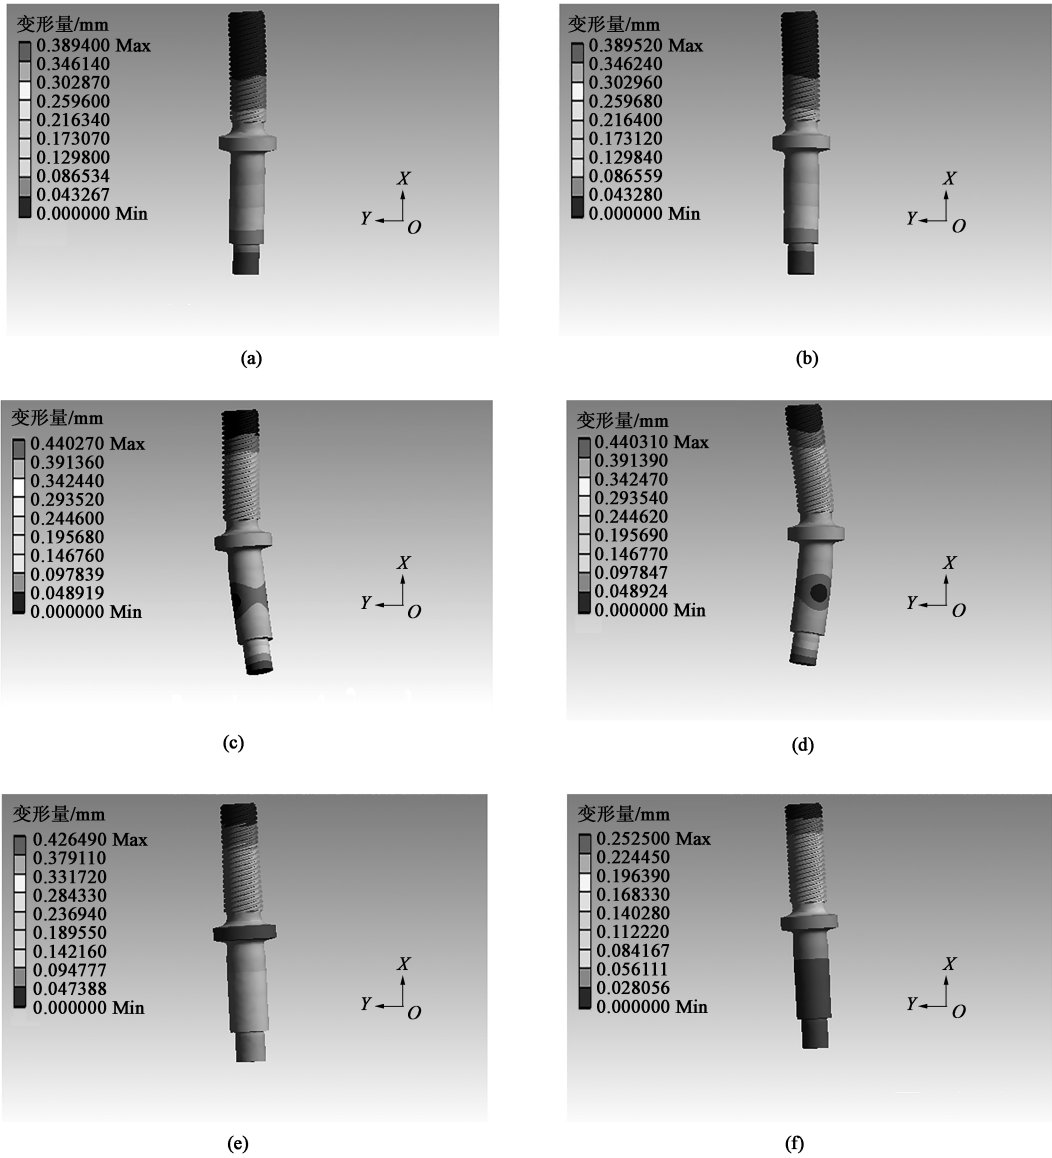 变形量/mm
0.389400 Max
0.346140
0.302870
0.259600
0.216340
0.173070
0.129800
0.086534
0.043267
0.000000 Min
X
Y
O
(a)
变形量/mm
0.389520 Max
0.346240
0.302960
0.259680
0.216400
0.173120
0.129840
0.086559
0.043280
0.000000 Min
X
Y
O
(b)
变形量/mm
0.440270 Max
0.391360
0.342440
0.293520
0.244600
0.195680
0.146760
0.097839
0.048919
0.000000 Min
X
Y
O
(c)
变形量/mm
0.440310 Max
0.391390
0.342470
0.293540
0.244620
0.195690
0.146770
0.097847
0.048924
0.000000 Min
X
Y
O
(d)
变形量/mm
0.426490 Max
0.379110
0.331720
0.284330
0.236940
0.189550
0.142160
0.094777
0.047388
0.000000 Min
X
Y
O
(e)
变形量/mm
0.252500 Max
0.224450
0.196390
0.168330
0.140280
0.112220
0.084167
0.056111
0.028056
0.000000 Min
X
Y
O
(f)